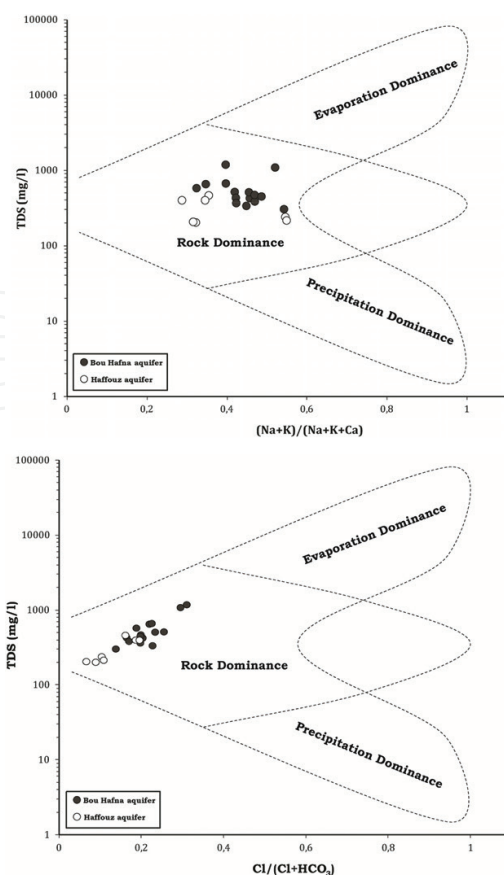 100000
10000
1000
100
10
1
TDS (mg/l)
Evaporation Dominance
Rock Dominance
Precipitation Dominance
Bou Hafna aquifer
Haffouz aquifer
0 0,2 0,4 0,6 0,8 1
(Na+K)/(Na+K+Ca)
100000
10000
1000
100
10
1
TDS (mg/l)
Evaporation Dominance
Rock Dominance
Precipitation Dominance
Bou Hafna aquifer
Haffouz aquifer
0 0,2 0,4 0,6 0,8 1
Cl/(Cl+HCO₃)